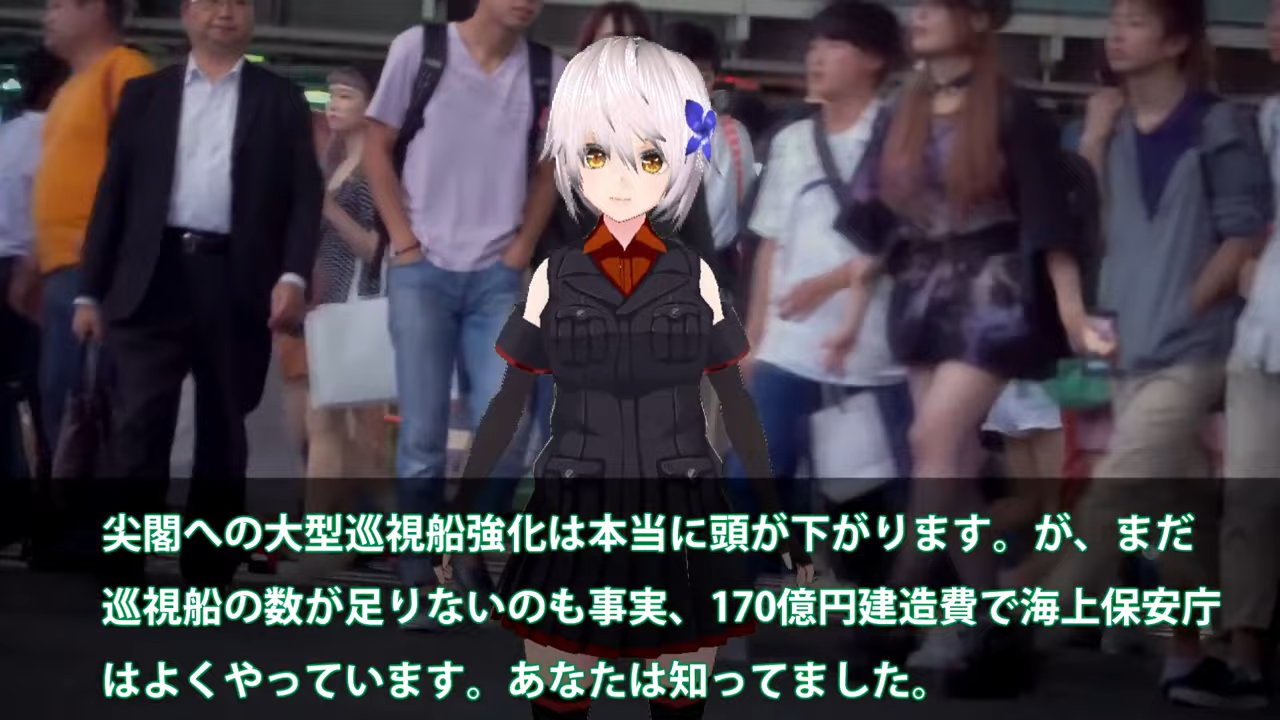 尖閣への大型巡視船強化は本当に頭が下がります。が、まだ
巡視船の数が足りないのも事実、170億円建造費で海上保安庁
はよくやっています。あなたは知ってました。